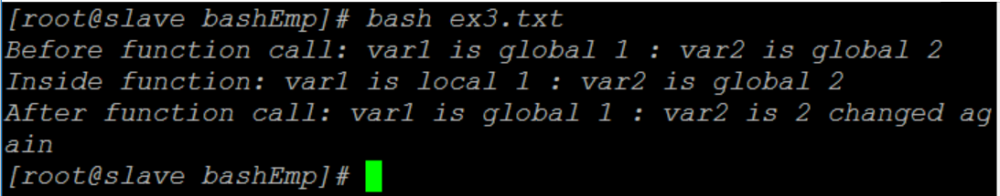 [root@slave bashEmp]# bash ex3.txt
Before function call: var1 is global 1 : var2 is global 2
Inside function: var1 is local 1 : var2 is global 2
After function call: var1 is global 1 : var2 is 2 changed ag
ain
[root@slave bashEmp]#